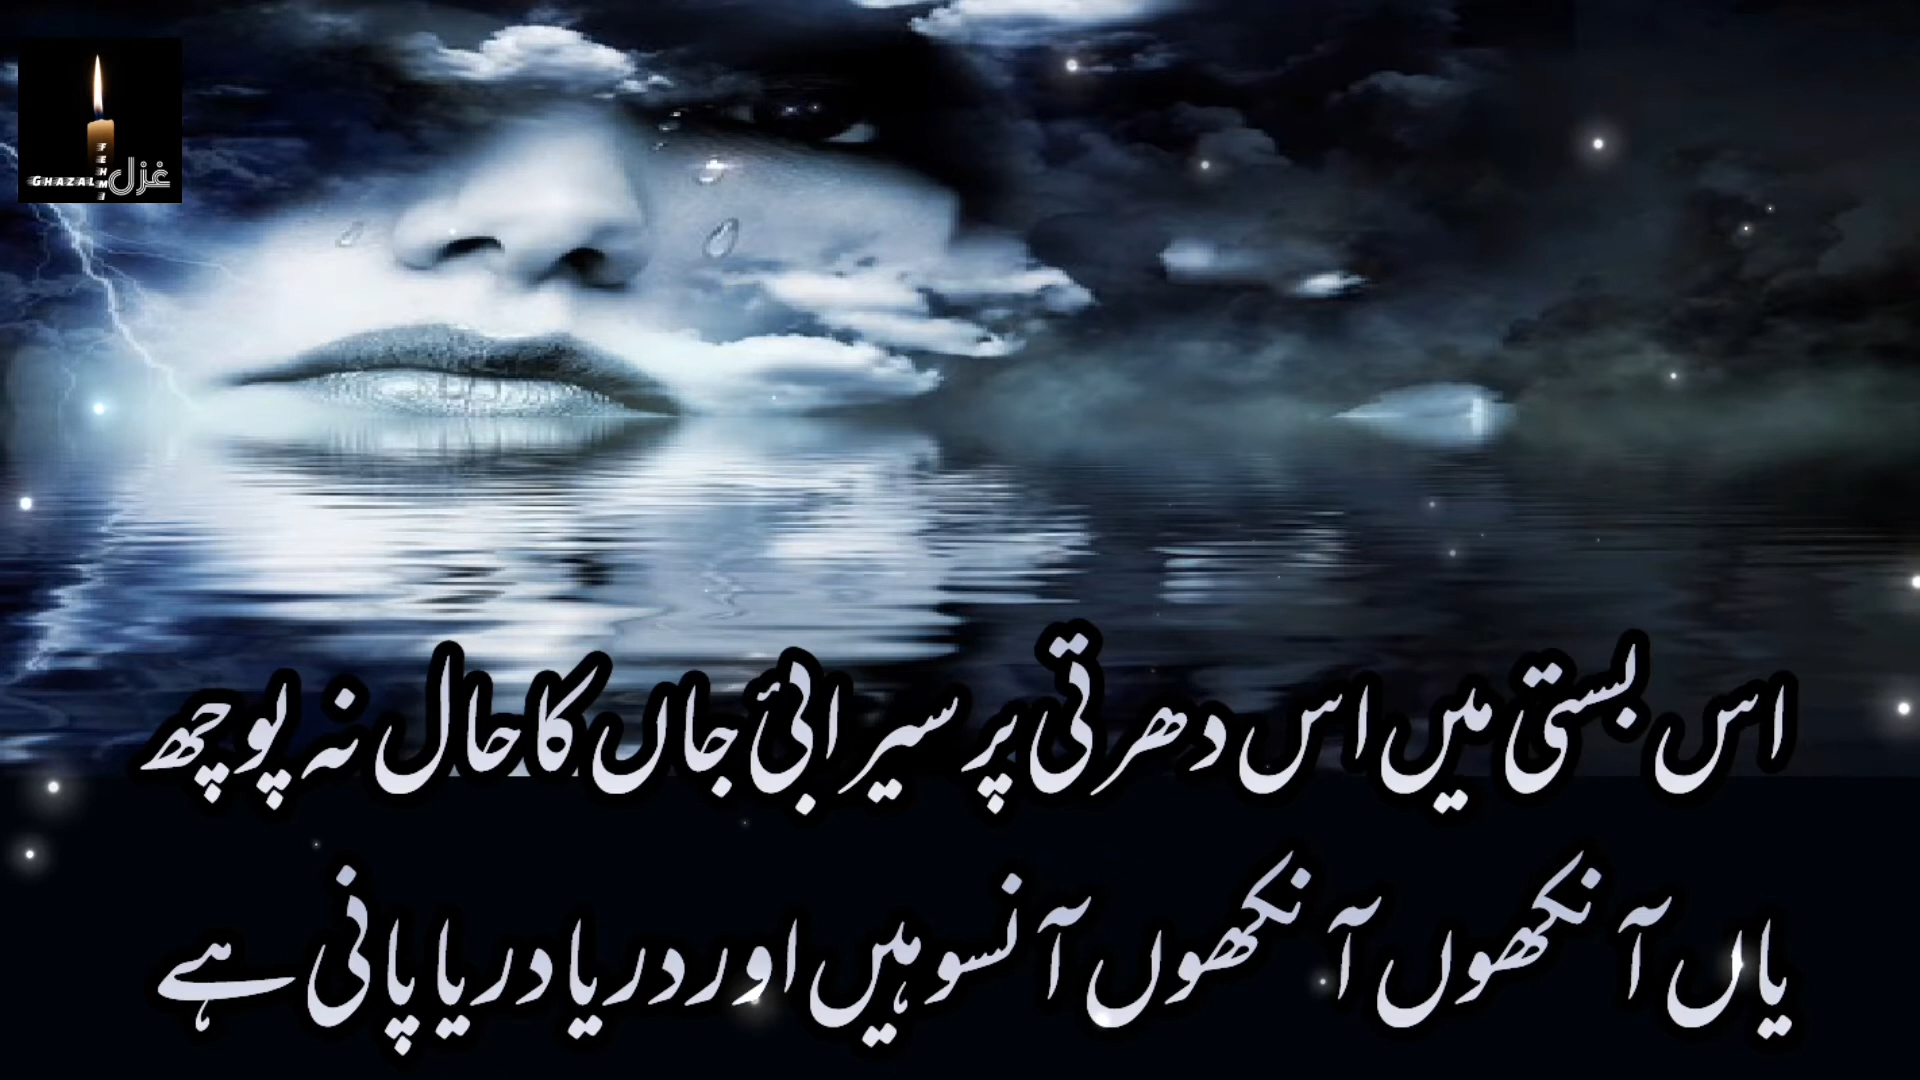 GHAZAL
FEHMI
غزل
اس بستی میں اس دھرتی پر سیرابئ جاں کا حال نہ پوچھ
یاں آنکھوں آنکھوں آنسو ہیں اور دریا دریا پانی ہے